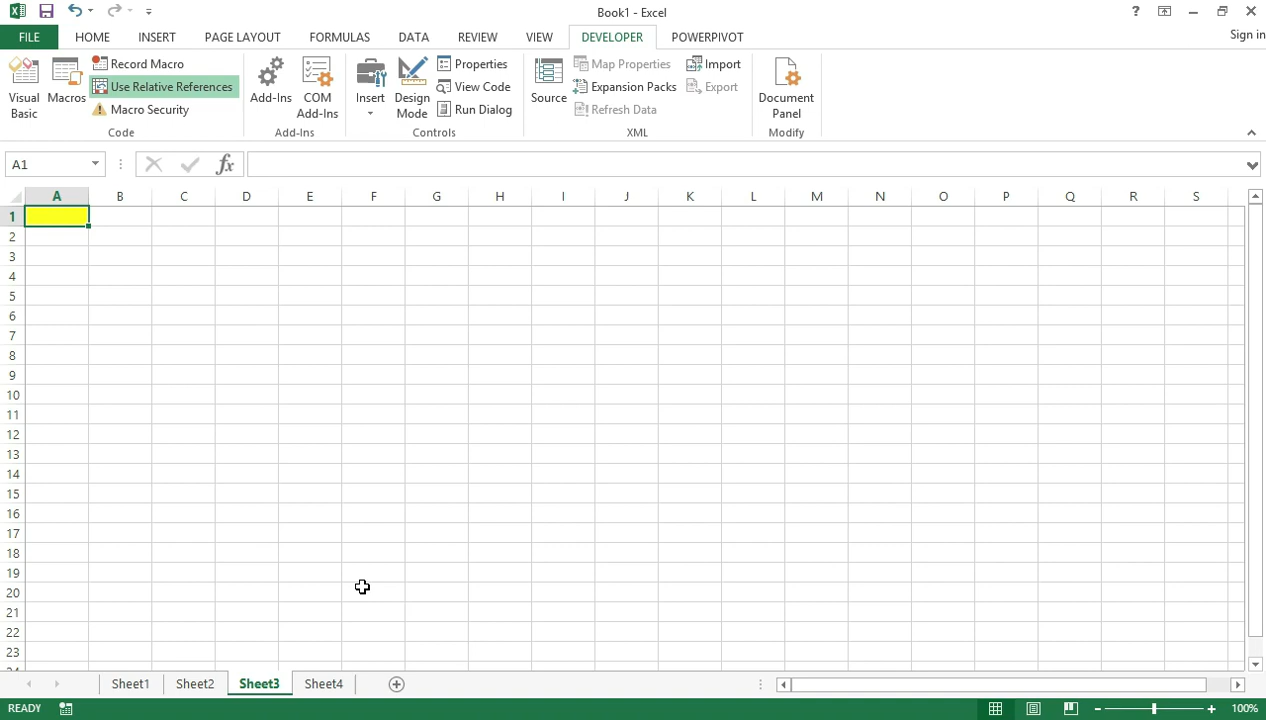 Book1 - Excel
?
FILE HOME INSERT PAGE LAYOUT FORMULAS DATA REVIEW VIEW DEVELOPER POWERPIVOT Sign in
Visual Basic
Macros
Record Macro
Use Relative References
Macro Security
Code
Add-Ins
COM Add-Ins
Add-Ins
Insert
Design Mode
Properties
View Code
Run Dialog
Controls
Source
Map Properties
Expansion Packs
Refresh Data
Import
Export
XML
Document Panel
Modify
A1
fx
A B C D E F G H I J K L M N O P Q R S
1
2
3
4
5
6
7
8
9
10
11
12
13
14
15
16
17
18
19
20
21
22
23
Sheet1 Sheet2 Sheet3 Sheet4
READY 100%